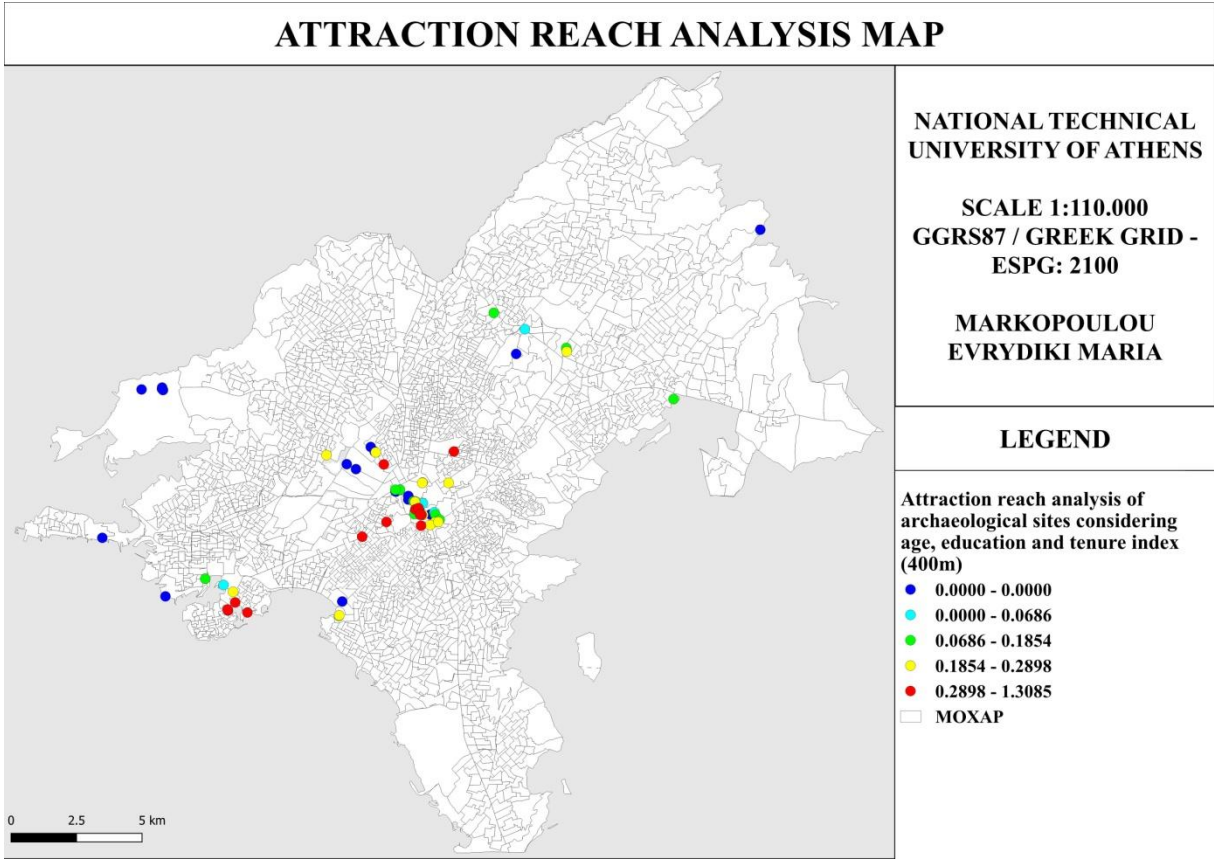 ATTRACTION REACH ANALYSIS MAP
NATIONAL TECHNICAL
UNIVERSITY OF ATHENS
SCALE 1:110.000
GGRS87 / GREEK GRID -
ESPG: 2100
MARKOPOULOU
EVRYDIKI MARIA
LEGEND
Attraction reach analysis of
archaeological sites considering
age, education and tenure index
(400m)
0.0000 - 0.0000
0.0000 - 0.0686
0.0686 - 0.1854
0.1854 - 0.2898
0.2898 - 1.3085
MOXAP
0 2.5 5 km